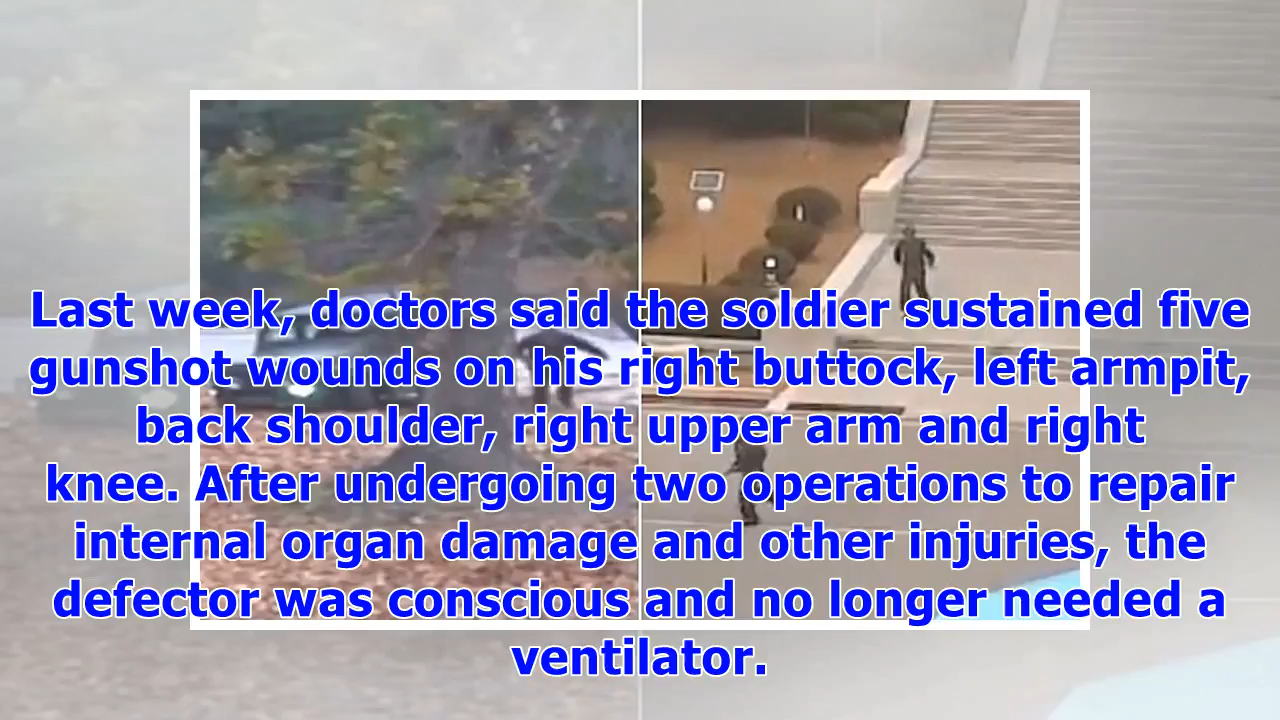 Last week, doctors said the soldier sustained five
gunshot wounds on his right buttock, left armpit,
back shoulder, right upper arm and right
knee. After undergoing two operations to repair
internal organ damage and other injuries, the
defector was conscious and no longer needed a
ventilator.